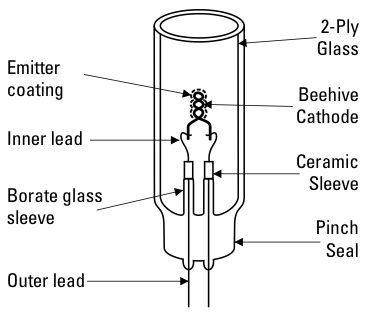 2-Ply
Glass
Emitter
coating
Beehive
Cathode
Inner lead
Ceramic
Sleeve
Borate glass
sleeve
Pinch
Seal
Outer lead